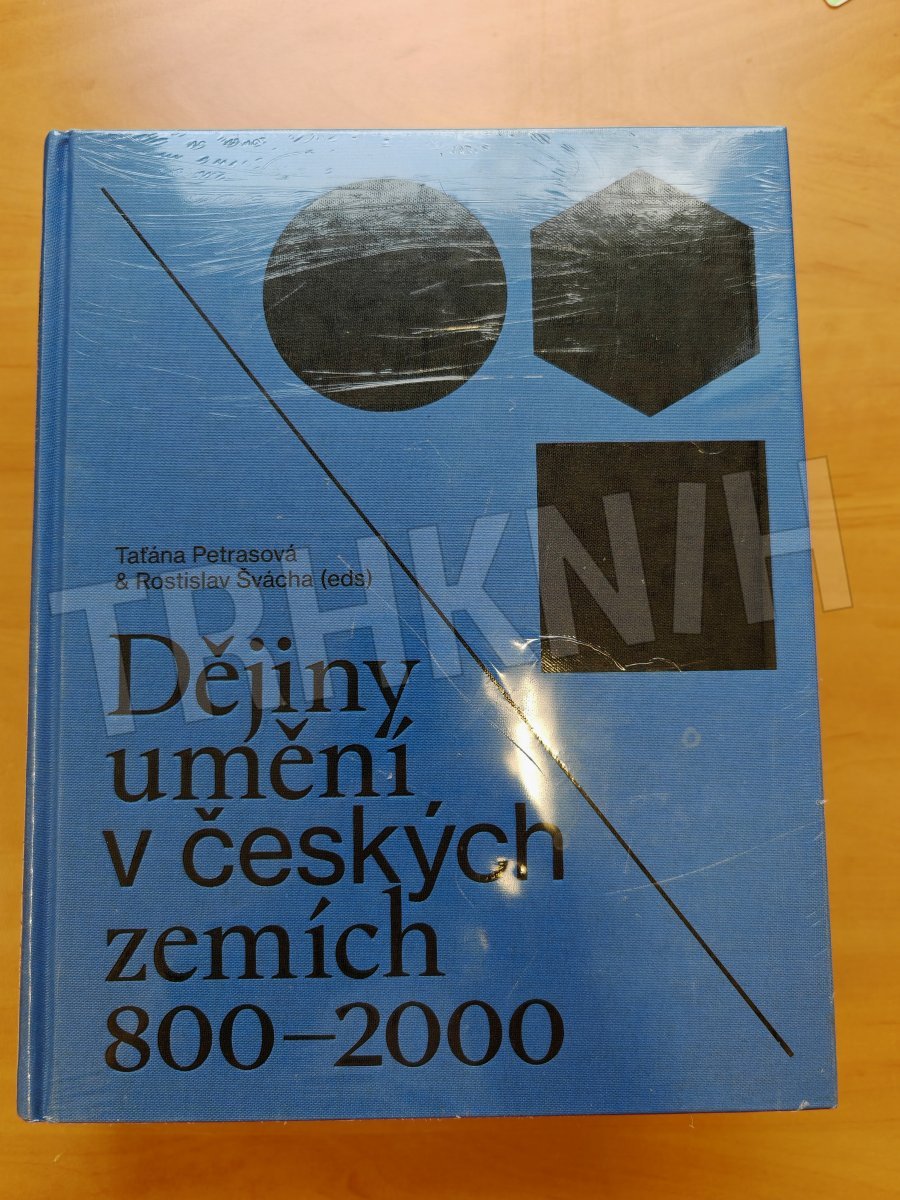 Taťána Petrasová
& Rostislav Švácha (eds)
TRHKNIH
Dějiny
umění
v českých
zemích
800–2000